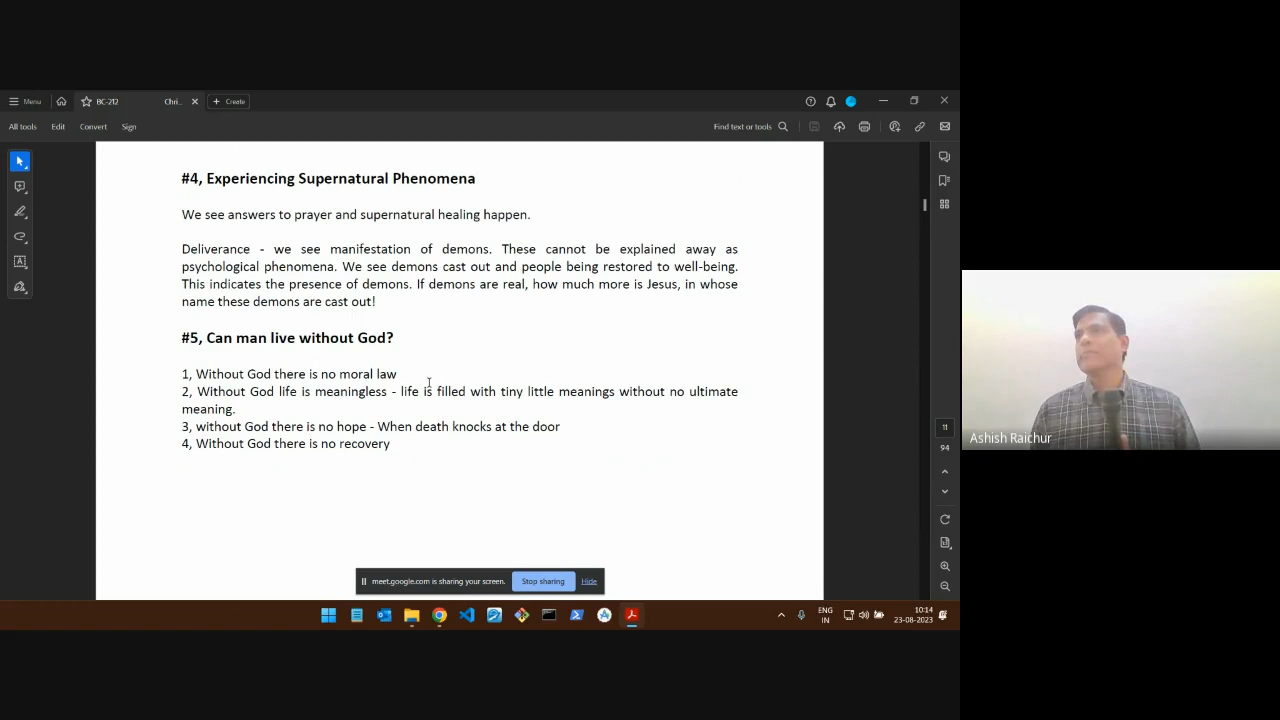 Menu
BC-212
Chri...
Create
All tools
Edit
Convert
Sign
Find text or tools
#4, Experiencing Supernatural Phenomena
We see answers to prayer and supernatural healing happen.
Deliverance - we see manifestation of demons. These cannot be explained away as
psychological phenomena. We see demons cast out and people being restored to well-being.
This indicates the presence of demons. If demons are real, how much more is Jesus, in whose
name these demons are cast out!
#5, Can man live without God?
1, Without God there is no moral law
2, Without God life is meaningless - life is filled with tiny little meanings without no ultimate
meaning.
3, without God there is no hope - When death knocks at the door
4, Without God there is no recovery
11
94
Ashish Raichur
meet.google.com is sharing your screen.
Stop sharing
Hide
ENG
IN
10:14
23-08-2023